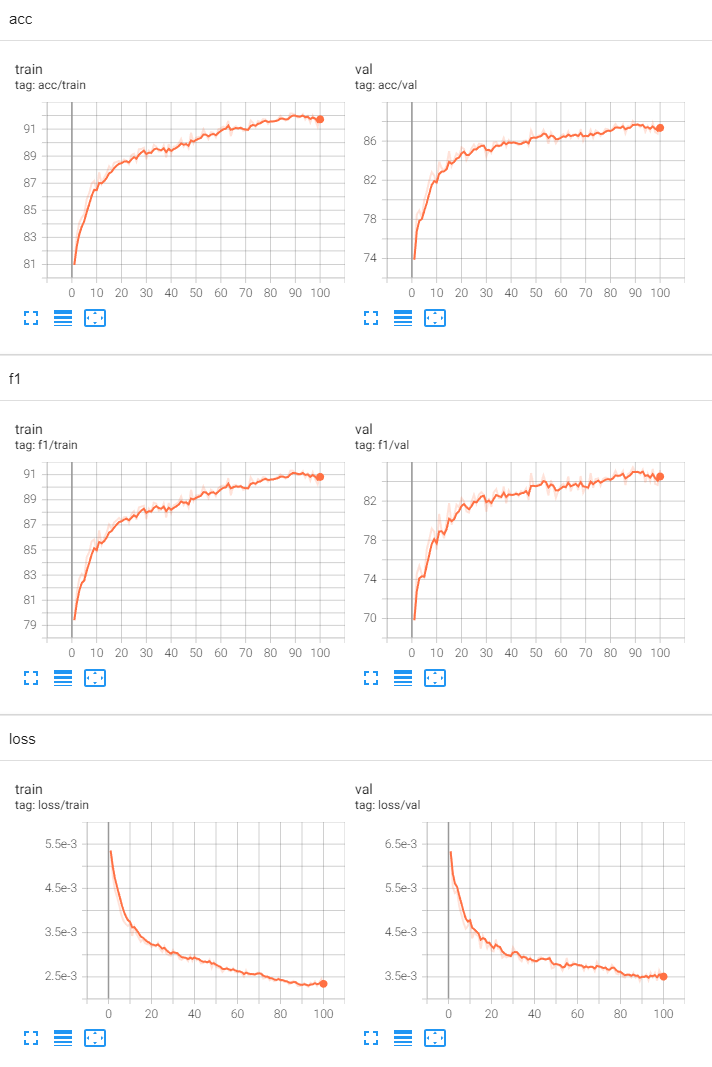 acc
train
tag: acc/train
91
89
87
85
83
81
0 10 20 30 40 50 60 70 80 90 100
val
tag: acc/val
86
82
78
74
0 10 20 30 40 50 60 70 80 90 100
f1
train
tag: f1/train
91
89
87
85
83
81
79
0 10 20 30 40 50 60 70 80 90 100
val
tag: f1/val
82
78
74
70
0 10 20 30 40 50 60 70 80 90 100
loss
train
tag: loss/train
5.5e-3
4.5e-3
3.5e-3
2.5e-3
0 20 40 60 80 100
val
tag: loss/val
6.5e-3
5.5e-3
4.5e-3
3.5e-3
0 20 40 60 80 100